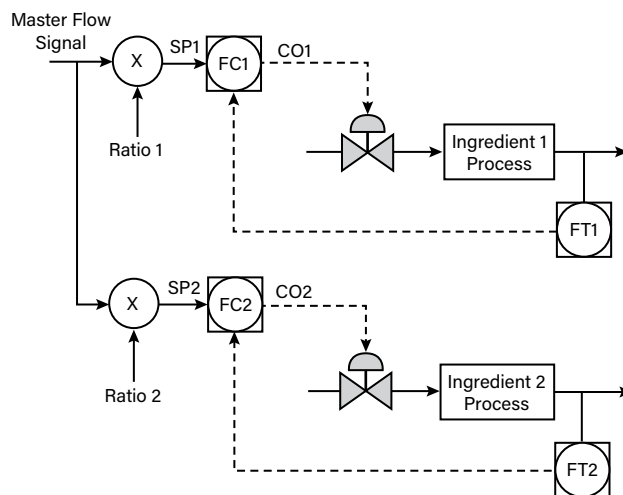 Master Flow
Signal
X
SP1
FC1
CO1
Ratio 1
Ingredient 1
Process
FT1
X
SP2
FC2
CO2
Ratio 2
Ingredient 2
Process
FT2